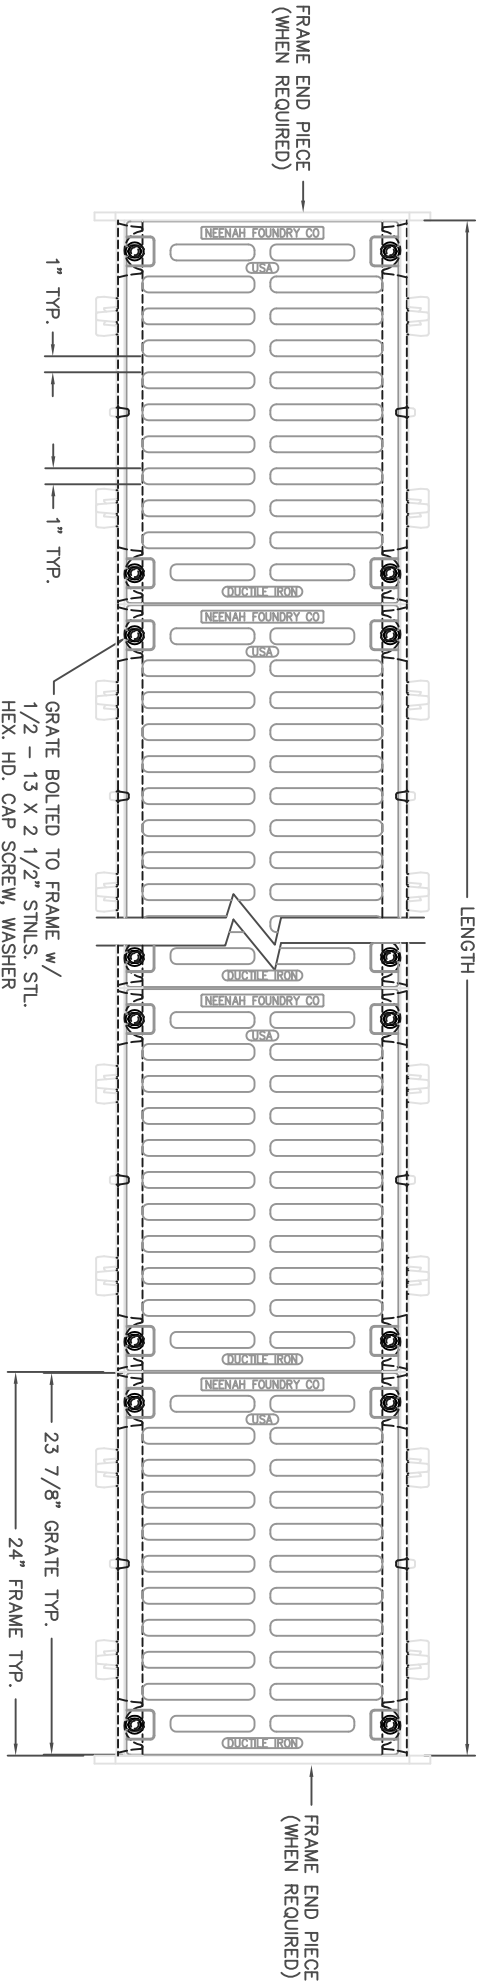 FRAME END PIECE
(WHEN REQUIRED)
LENGTH
FRAME END PIECE
(WHEN REQUIRED)
NEENAH FOUNDRY CO
USA
DUCTILE IRON
NEENAH FOUNDRY CO
USA
DUCTILE IRON
NEENAH FOUNDRY CO
USA
DUCTILE IRON
NEENAH FOUNDRY CO
USA
DUCTILE IRON
1" TYP.
1" TYP.
GRATE BOLTED TO FRAME w/
1/2 - 13 X 2 1/2" STNLS. STL.
HEX. HD. CAP SCREW, WASHER
23 7/8" GRATE TYP.
24" FRAME TYP.